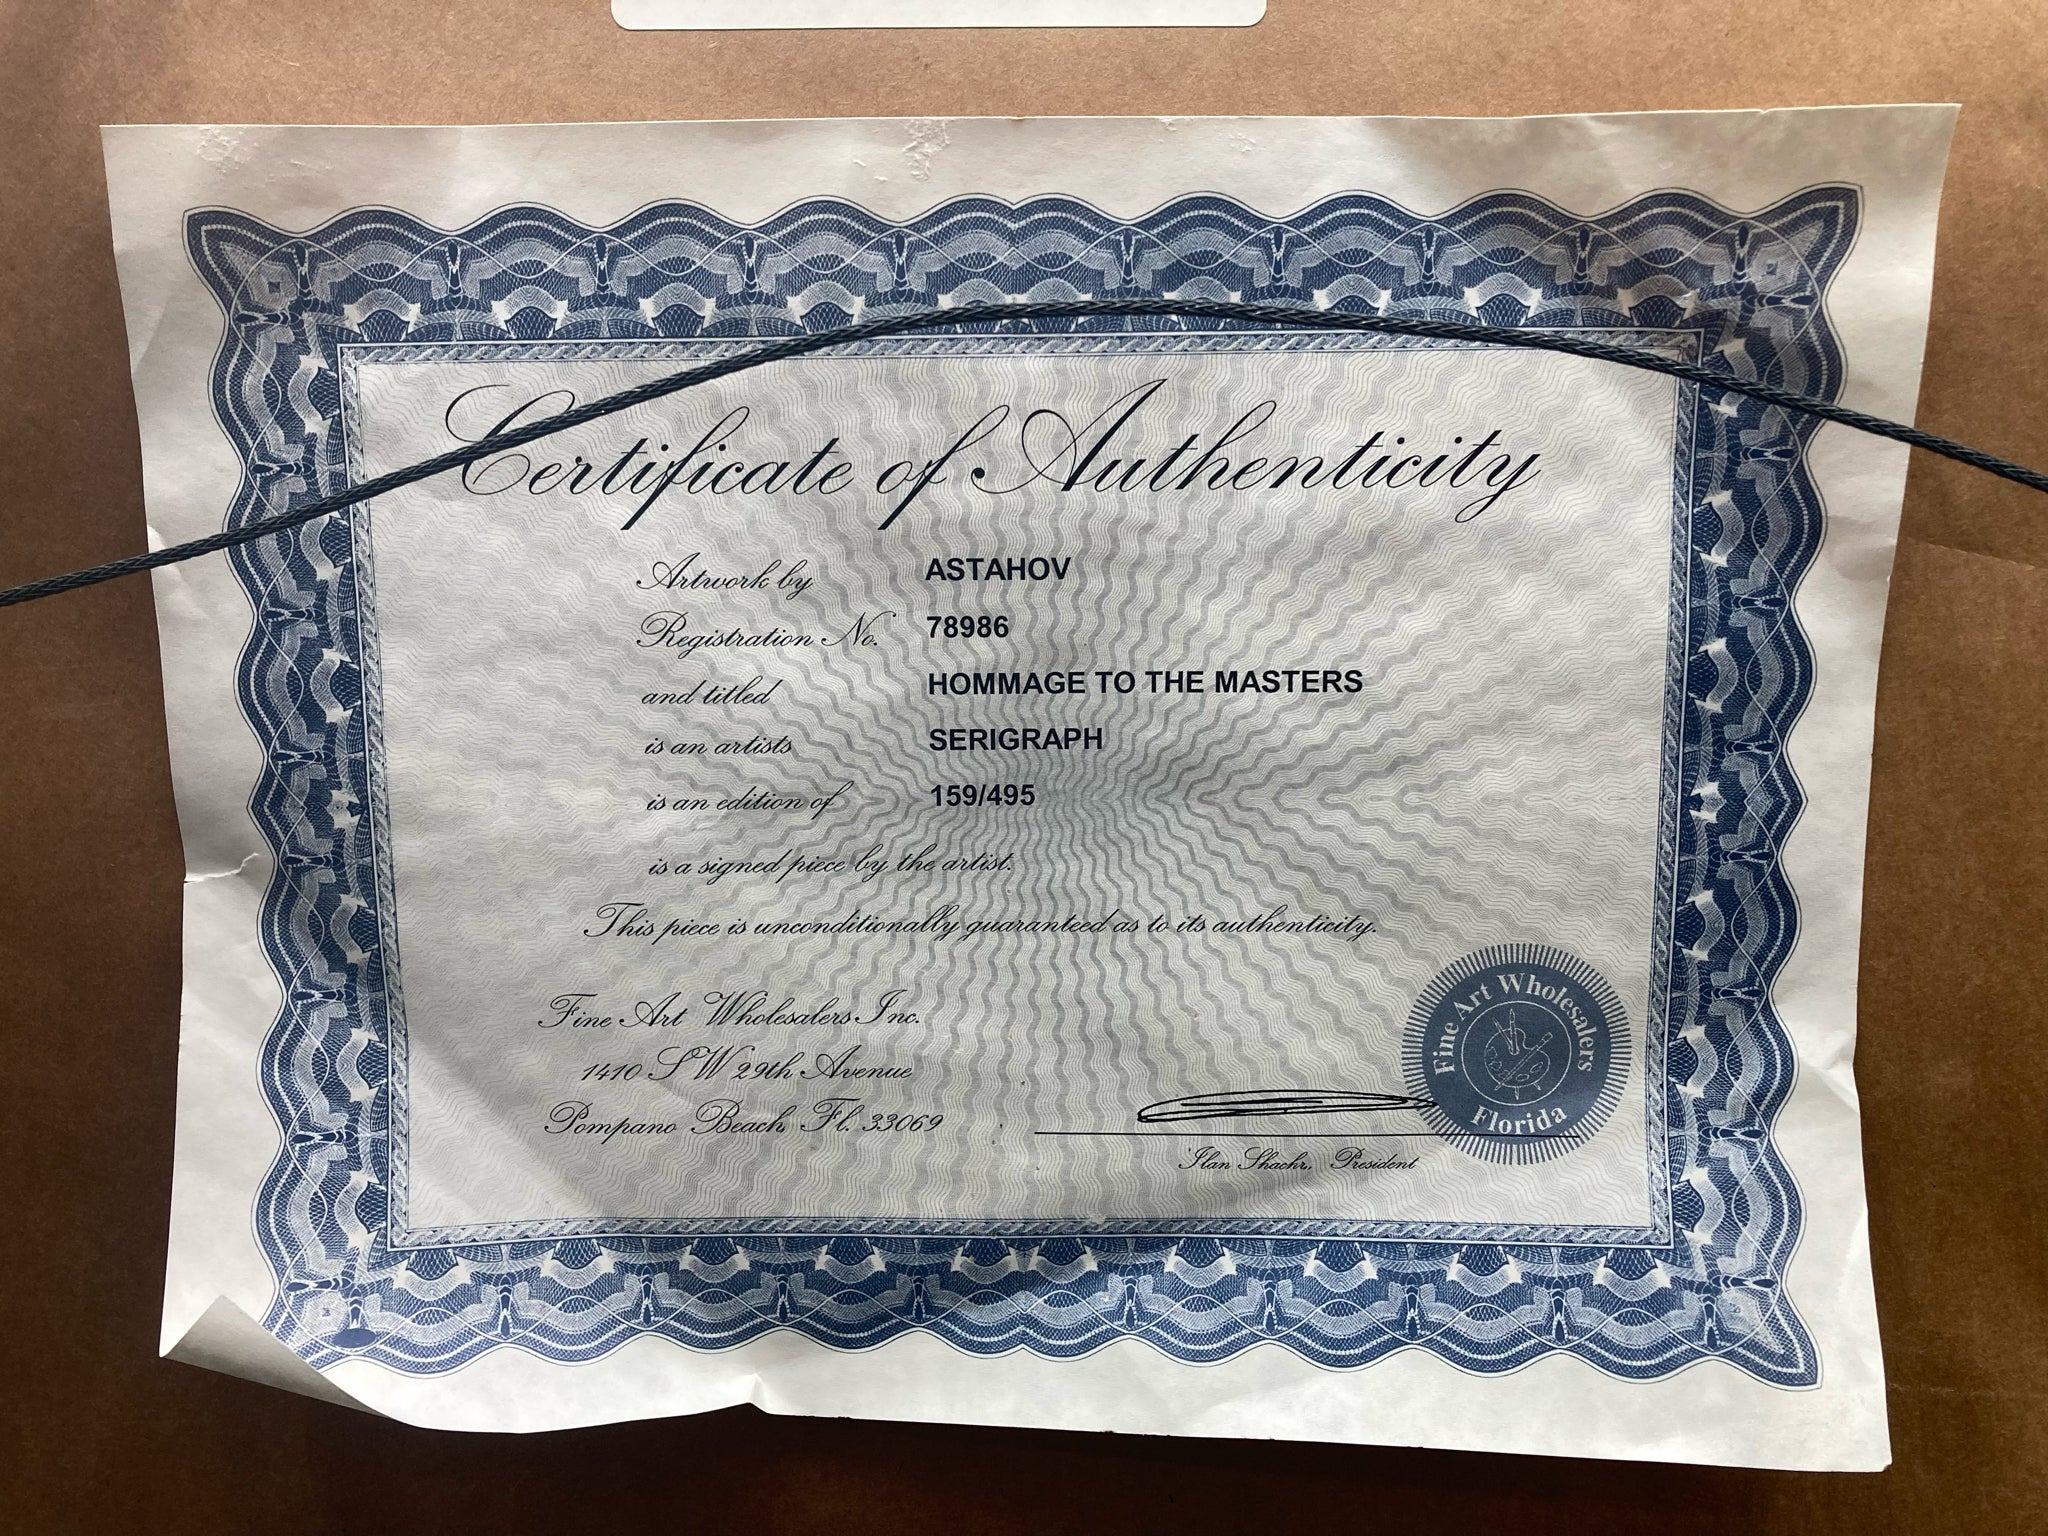 Certificate of Authenticity
Artwork by ASTAHOV
Registration No. 78986
and titled HOMMAGE TO THE MASTERS
is an artists SERIGRAPH
is an edition of 159/495
is a signed piece by the artist.
This piece is unconditionally guaranteed as to its authenticity.
Fine Art Wholesalers Inc.
1410 SW 29th Avenue
Pompano Beach, Fl. 33069
Ilan Shachr, President
Fine Art Wholesalers
Florida